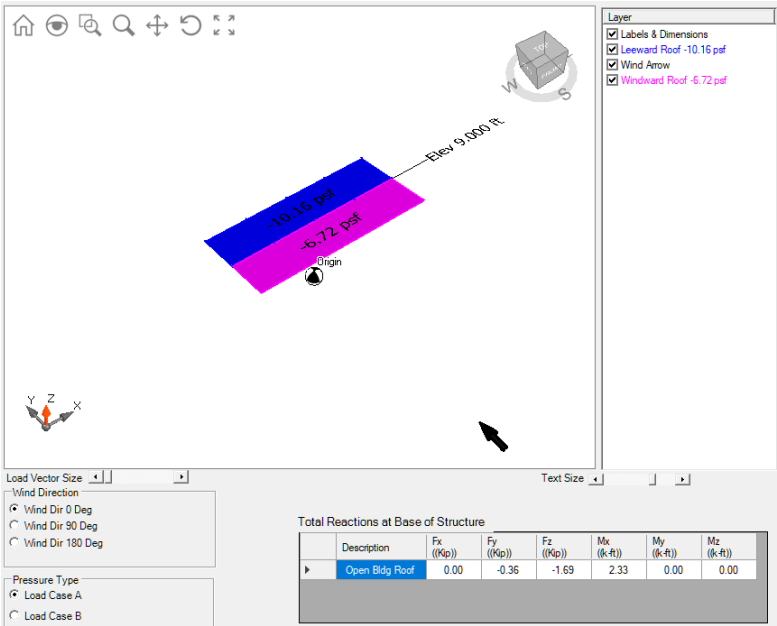 Layer
Labels & Dimensions
Leeward Roof -10.16 psf
Wind Arrow
Windward Roof -6.72 psf
TOP
W
S
Elev 9.000 ft
-10.16 psf
-6.72 psf
Origin
Y Z X
Load Vector Size
Text Size
Wind Direction
Wind Dir 0 Deg
Wind Dir 90 Deg
Wind Dir 180 Deg
Pressure Type
Load Case A
Load Case B
Total Reactions at Base of Structure
Description Fx ((Kip)) Fy ((Kip)) Fz ((Kip)) Mx ((k-ft)) My ((k-ft)) Mz ((k-ft))
Open Bldg Roof 0.00 -0.36 -1.69 2.33 0.00 0.00